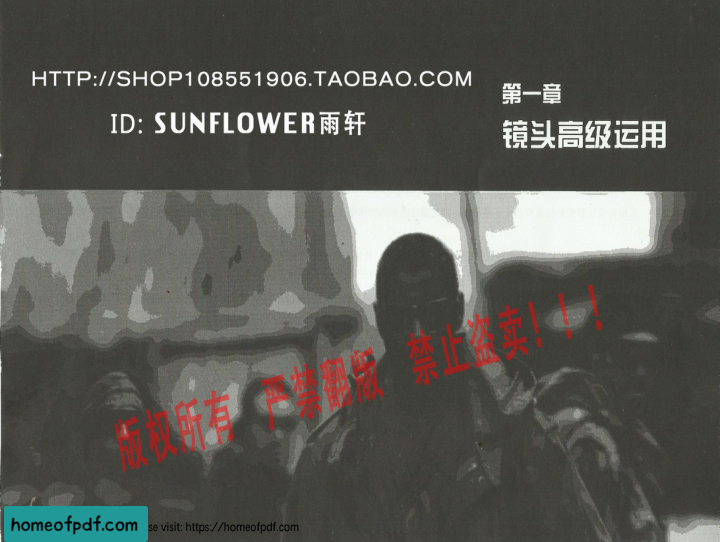 HTTP://SHOP108551906.TAOBAO.COM
ID: SUNFLOWER雨轩
第一章
镜头高级运用
版权所有 严禁翻版 禁止盗卖！！！
homeofpdf.com
se visit: https://homeofpdf.com